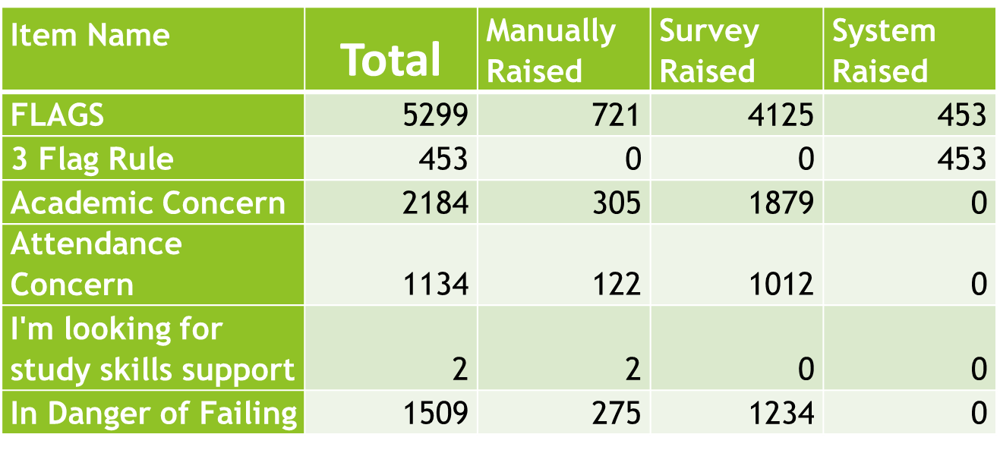 Item Name Total Manually Raised Survey Raised System Raised
FLAGS 5299 721 4125 453
3 Flag Rule 453 0 0 453
Academic Concern 2184 305 1879 0
Attendance
Concern 1134 122 1012 0
I'm looking for
study skills support 2 2 0 0
In Danger of Failing 1509 275 1234 0